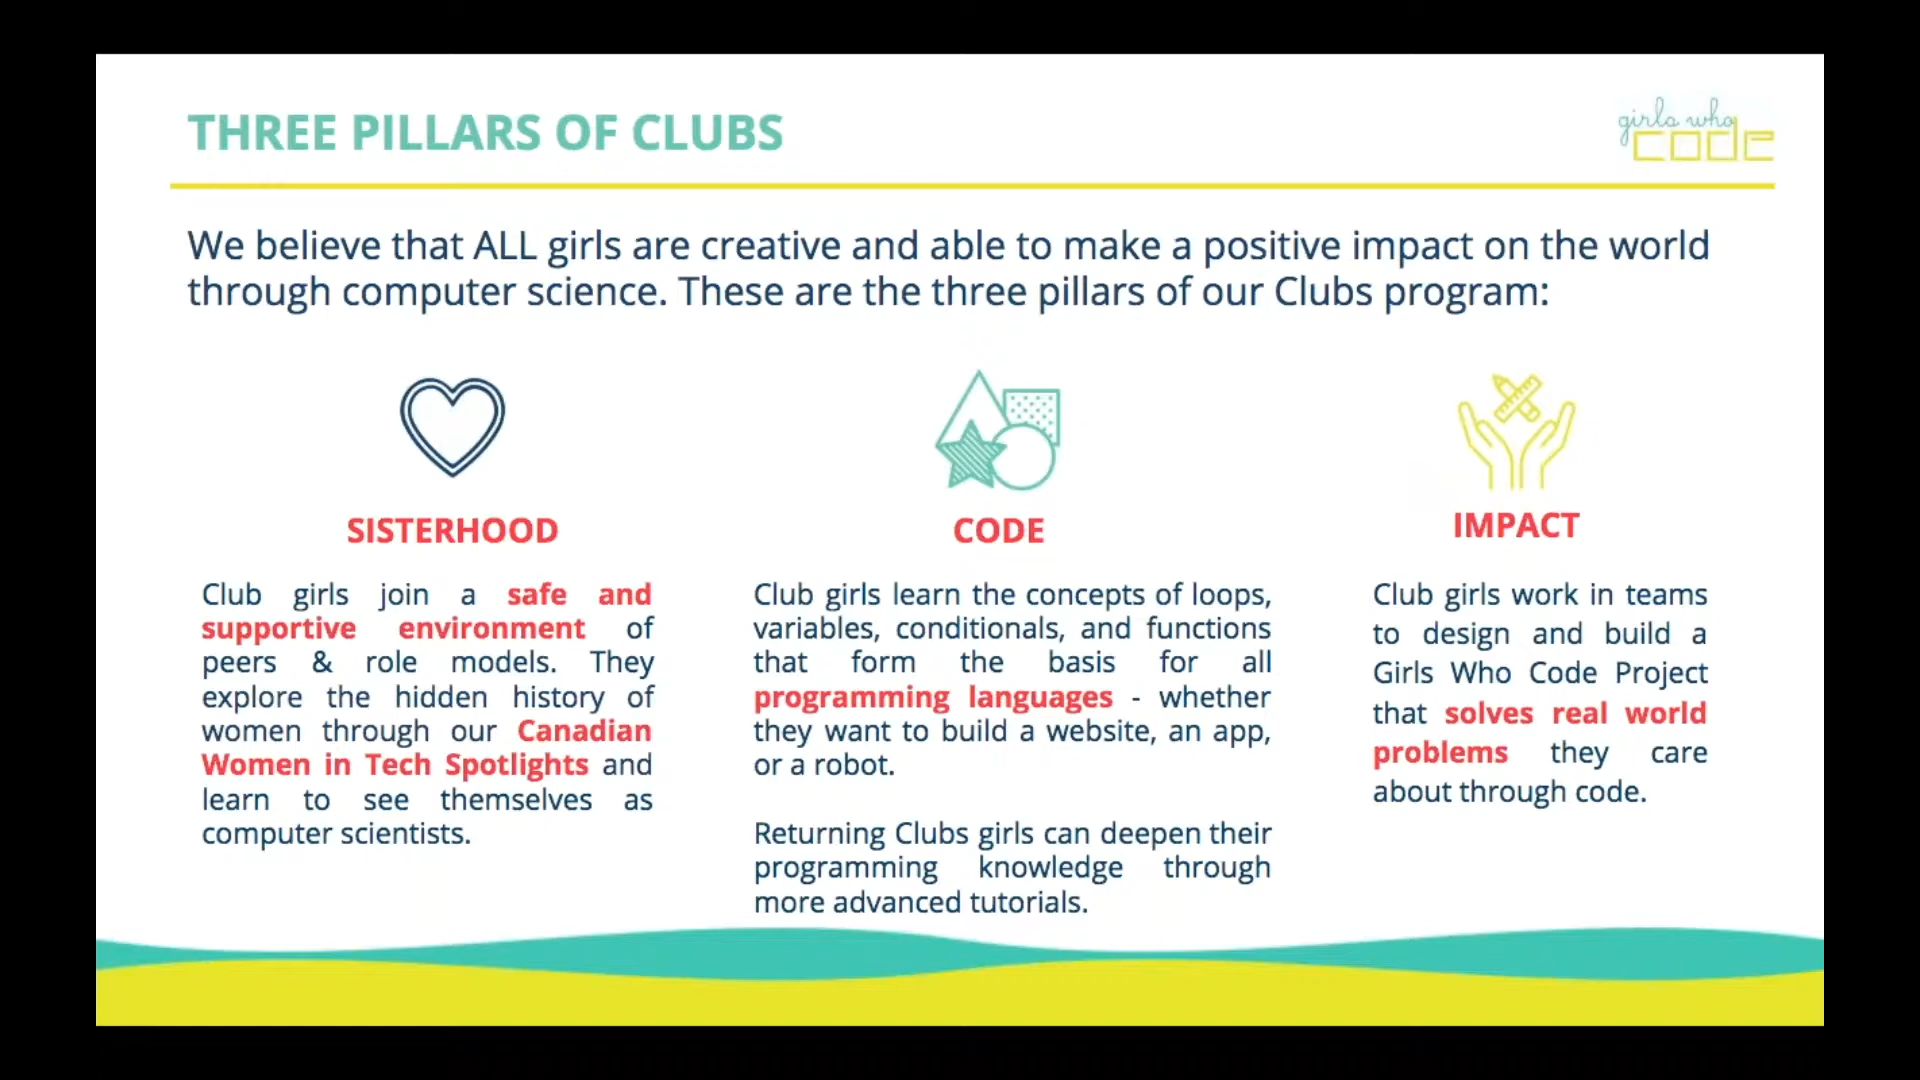 THREE PILLARS OF CLUBS
girls who
code
We believe that ALL girls are creative and able to make a positive impact on the world
through computer science. These are the three pillars of our Clubs program:
SISTERHOOD
Club girls join a safe and
supportive environment of
peers & role models. They
explore the hidden history of
women through our Canadian
Women in Tech Spotlights and
learn to see themselves as
computer scientists.
CODE
Club girls learn the concepts of loops,
variables, conditionals, and functions
that form the basis for all
programming languages - whether
they want to build a website, an app,
or a robot.
Returning Clubs girls can deepen their
programming knowledge through
more advanced tutorials.
IMPACT
Club girls work in teams
to design and build a
Girls Who Code Project
that solves real world
problems they care
about through code.